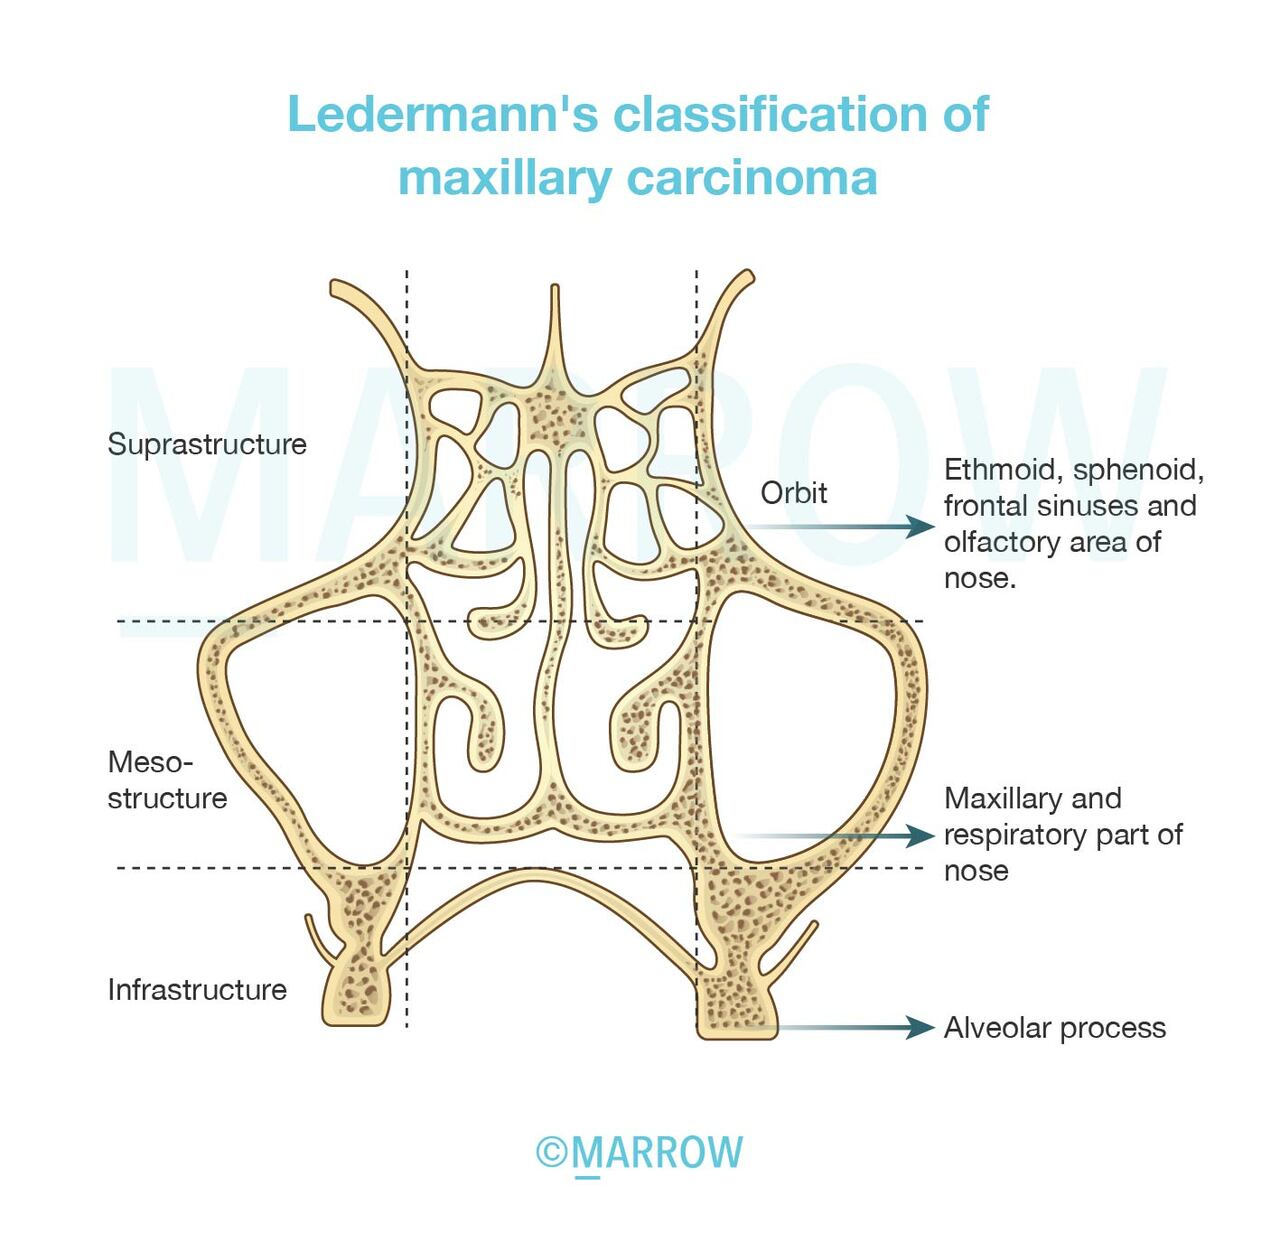 Ledermann's classification of
maxillary carcinoma
MARROW
Suprastructure
Orbit
Ethmoid, sphenoid,
frontal sinuses and
olfactory area of
nose.
Meso-
structure
Maxillary and
respiratory part of
nose
Infrastructure
Alveolar process
©MARROW